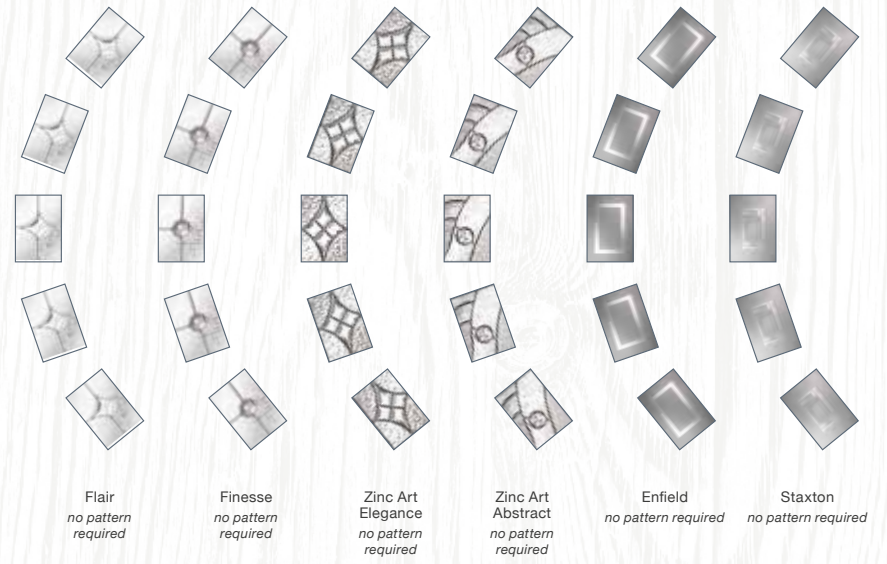 Flair
no pattern
required
Finesse
no pattern
required
Zinc Art
Elegance
no pattern
required
Zinc Art
Abstract
no pattern
required
Enfield
no pattern required
Staxton
no pattern required